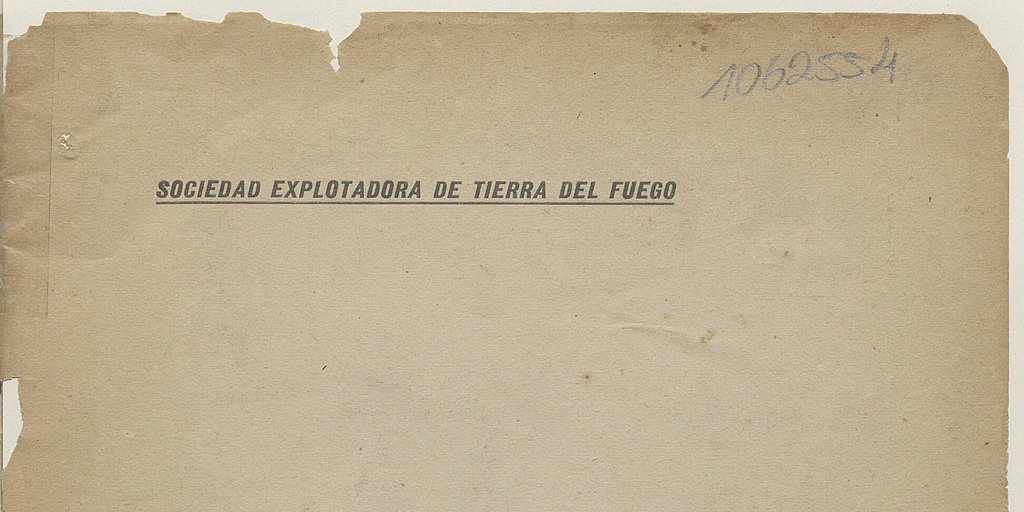 1062554
SOCIEDAD EXPLOTADORA DE TIERRA DEL FUEGO